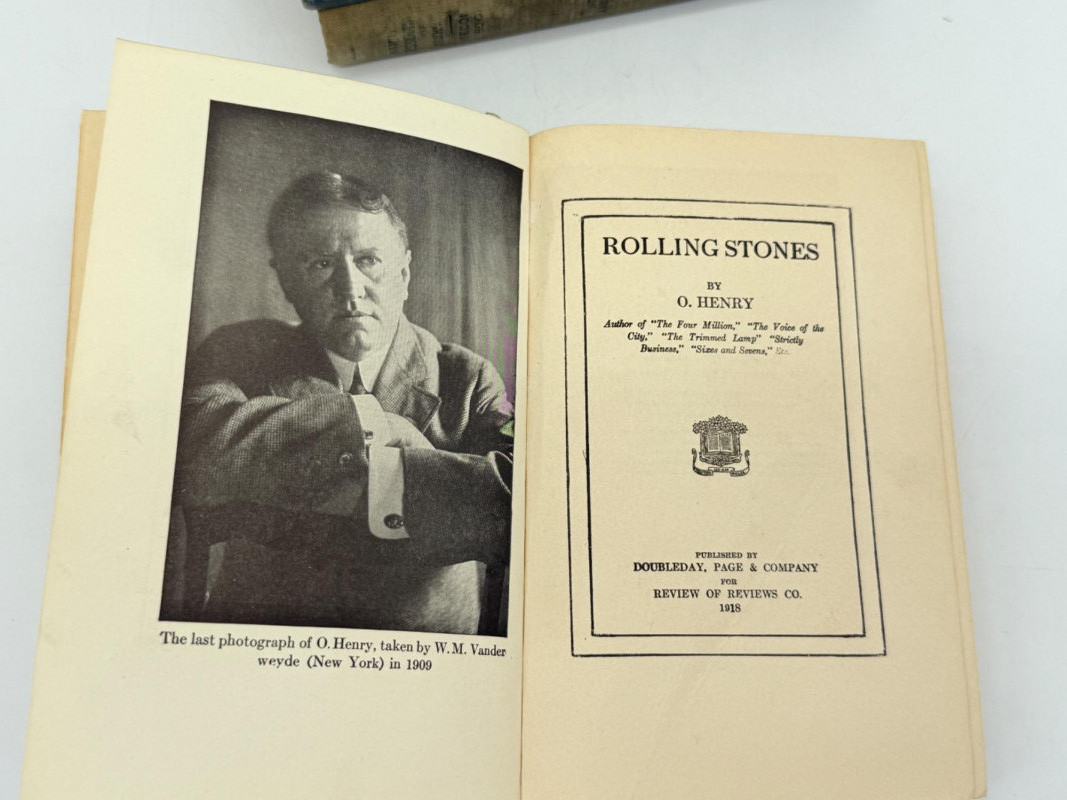 The last photograph of O. Henry, taken by W. M. Vander
weyde (New York) in 1909
ROLLING STONES
BY
O. HENRY
Author of "The Four Million," "The Voice of the
City," "The Trimmed Lamp" "Strictly
Business," "Sixes and Sevens," Etc.
PUBLISHED BY
DOUBLEDAY, PAGE & COMPANY
FOR
REVIEW OF REVIEWS CO.
1918